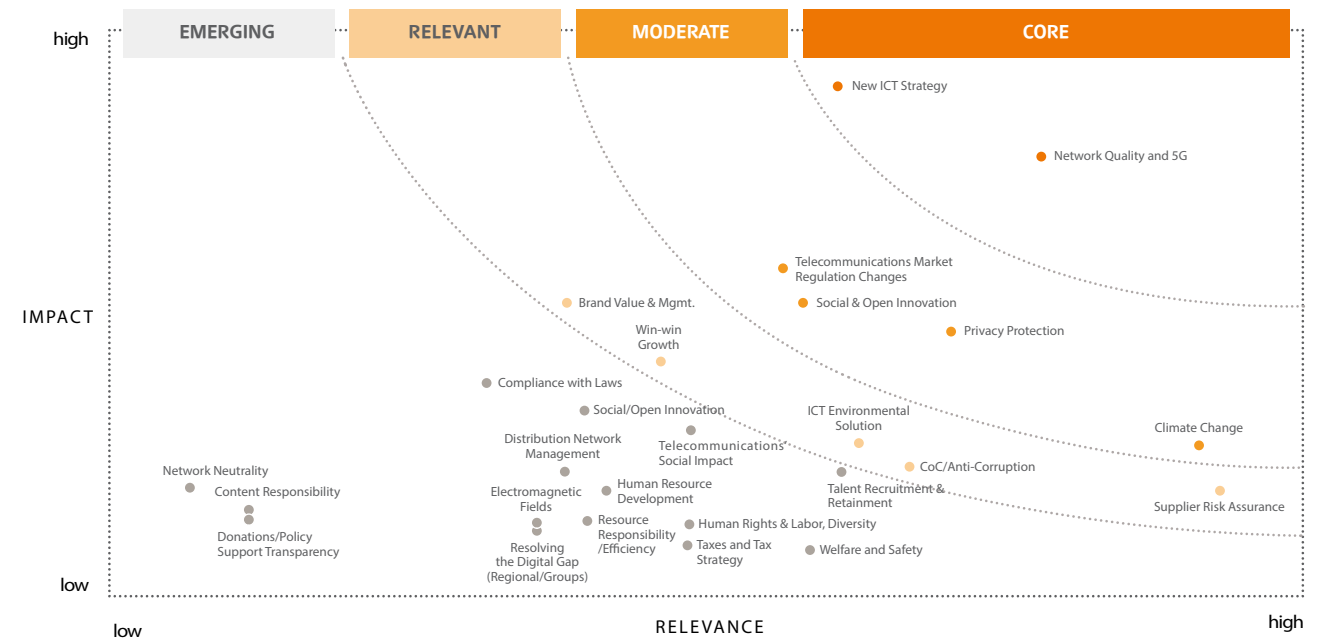 high
EMERGING
RELEVANT
MODERATE
CORE
New ICT Strategy
Network Quality and 5G
Telecommunications Market
Regulation Changes
Brand Value & Mgmt.
Social & Open Innovation
IMPACT
Win-win
Growth
Privacy Protection
Compliance with Laws
Social/Open Innovation
ICT Environmental
Solution
Climate Change
Distribution Network
Management
Telecommunications'
Social Impact
CoC/Anti-Corruption
Network Neutrality
Content Responsibility
Electromagnetic
Fields
Human Resource
Development
Talent Recruitment &
Retainment
Supplier Risk Assurance
Donations/Policy
Support Transparency
Resource
Responsibility
/Efficiency
Human Rights & Labor, Diversity
Resolving
the Digital Gap
(Regional/Groups)
Taxes and Tax
Strategy
Welfare and Safety
low
low
RELEVANCE
high